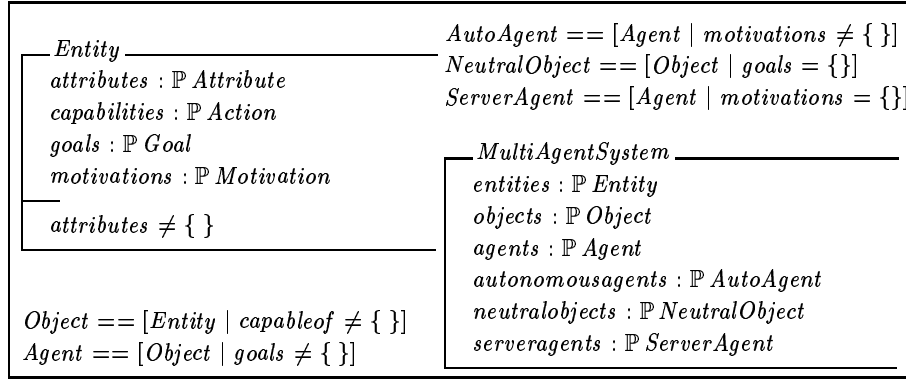 Entity
attributes : ℙ Attribute
capabilities : ℙ Action
goals : ℙ Goal
motivations : ℙ Motivation
attributes ≠ { }
Object == [Entity | capableof ≠ { }]
Agent == [Object | goals ≠ { }]
AutoAgent == [Agent | motivations ≠ { }]
NeutralObject == [Object | goals = {}]
ServerAgent == [Agent | motivations = {}]
MultiAgentSystem
entities : ℙ Entity
objects : ℙ Object
agents : ℙ Agent
autonomousagents : ℙ AutoAgent
neutralobjects : ℙ NeutralObject
serveragents : ℙ ServerAgent